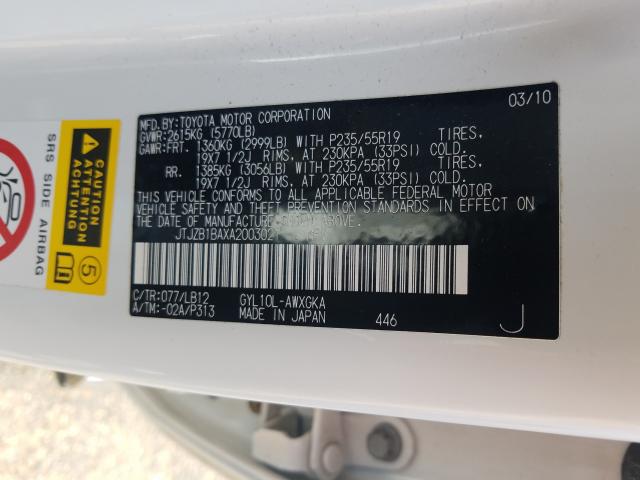 SRS SIDE AIRBAG
CAUTION
ATTENTION
ACHTUNG
5
03/10
MFD.BY:TOYOTA MOTOR CORPORATION
GVWR:2615KG (5770LB)
GAWR:FRT. 1360KG (2999LB) WITH P235/55R19 TIRES,
19X7 1/2J RIMS, AT 230KPA (33PSI) COLD.
RR. 1385KG (3056LB) WITH P235/55R19 TIRES,
19X7 1/2J RIMS, AT 230KPA (33PSI) COLD.
THIS VEHICLE CONFORMS TO ALL APPLICABLE FEDERAL MOTOR
VEHICLE SAFETY AND THEFT PREVENTION STANDARDS IN EFFECT ON
THE DATE OF MANUFACTURE SHOWN ABOVE.
JTJZB1BAXA200302
C/TR:077/LB12 GYL10L-AWXGKA
A/TM:-02A/P313 MADE IN JAPAN 446 J